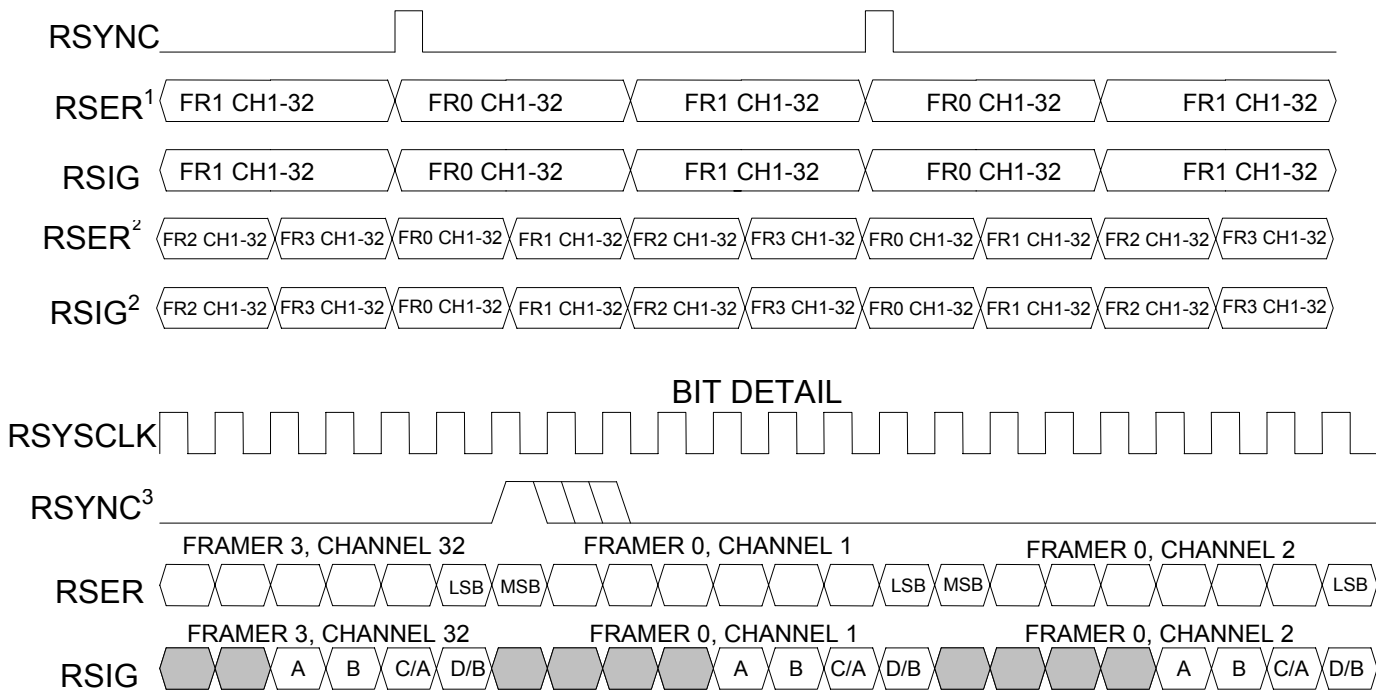 RSYNC
RSER1 FR1 CH1-32 FR0 CH1-32 FR1 CH1-32 FR0 CH1-32 FR1 CH1-32
RSIG FR1 CH1-32 FR0 CH1-32 FR1 CH1-32 FR0 CH1-32 FR1 CH1-32
RSER2 FR2 CH1-32 FR3 CH1-32 FR0 CH1-32 FR1 CH1-32 FR2 CH1-32 FR3 CH1-32 FR0 CH1-32 FR1 CH1-32 FR2 CH1-32 FR3 CH1-32
RSIG2 FR2 CH1-32 FR3 CH1-32 FR0 CH1-32 FR1 CH1-32 FR2 CH1-32 FR3 CH1-32 FR0 CH1-32 FR1 CH1-32 FR2 CH1-32 FR3 CH1-32
BIT DETAIL
RSYSCLK
RSYNC3
FRAMER 3, CHANNEL 32 FRAMER 0, CHANNEL 1 FRAMER 0, CHANNEL 2
RSER LSB MSB LSB MSB LSB
FRAMER 3, CHANNEL 32 FRAMER 0, CHANNEL 1 FRAMER 0, CHANNEL 2
RSIG A B C/A D/B A B C/A D/B A B C/A D/B